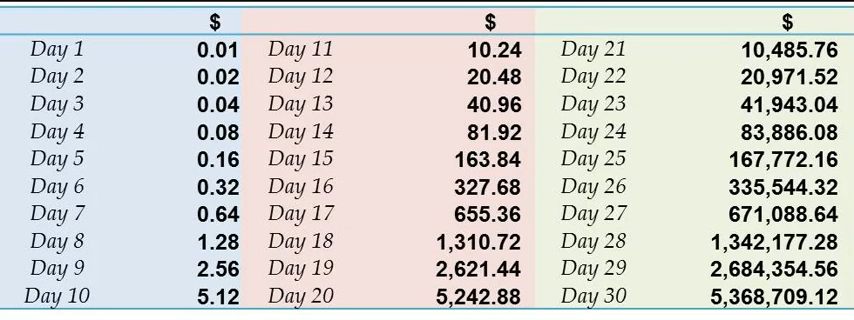 $ $ $
Day 1 0.01 Day 11 10.24 Day 21 10,485.76
Day 2 0.02 Day 12 20.48 Day 22 20,971.52
Day 3 0.04 Day 13 40.96 Day 23 41,943.04
Day 4 0.08 Day 14 81.92 Day 24 83,886.08
Day 5 0.16 Day 15 163.84 Day 25 167,772.16
Day 6 0.32 Day 16 327.68 Day 26 335,544.32
Day 7 0.64 Day 17 655.36 Day 27 671,088.64
Day 8 1.28 Day 18 1,310.72 Day 28 1,342,177.28
Day 9 2.56 Day 19 2,621.44 Day 29 2,684,354.56
Day 10 5.12 Day 20 5,242.88 Day 30 5,368,709.12